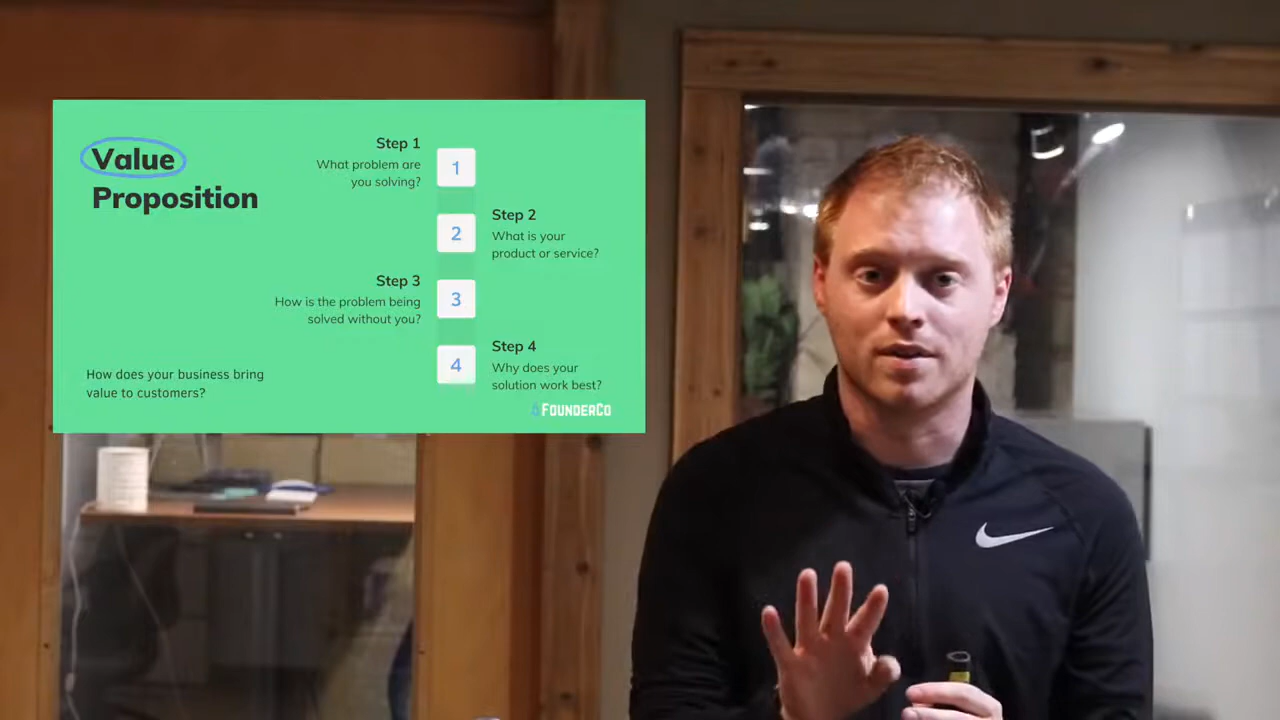 Value
Proposition
How does your business bring
value to customers?
Step 1
What problem are
you solving?
1
Step 2
What is your
product or service?
2
Step 3
How is the problem being
solved without you?
3
Step 4
Why does your
solution work best?
4
FOUNDERCO